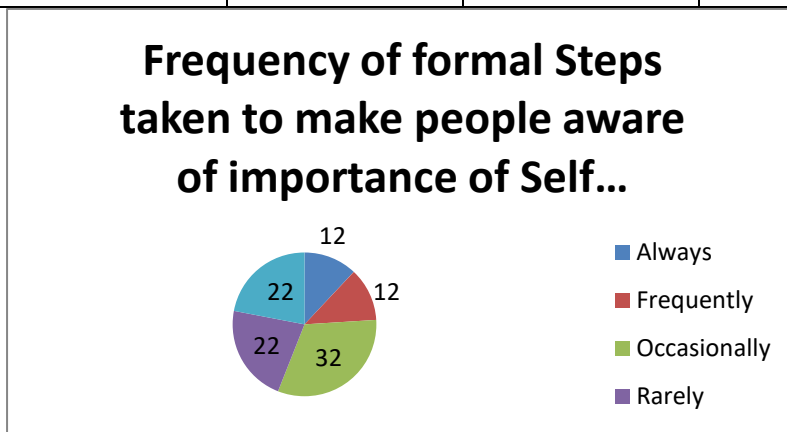 Frequency of formal Steps
taken to make people aware
of importance of Self...
12
12
32
22
22
Always
Frequently
Occasionally
Rarely